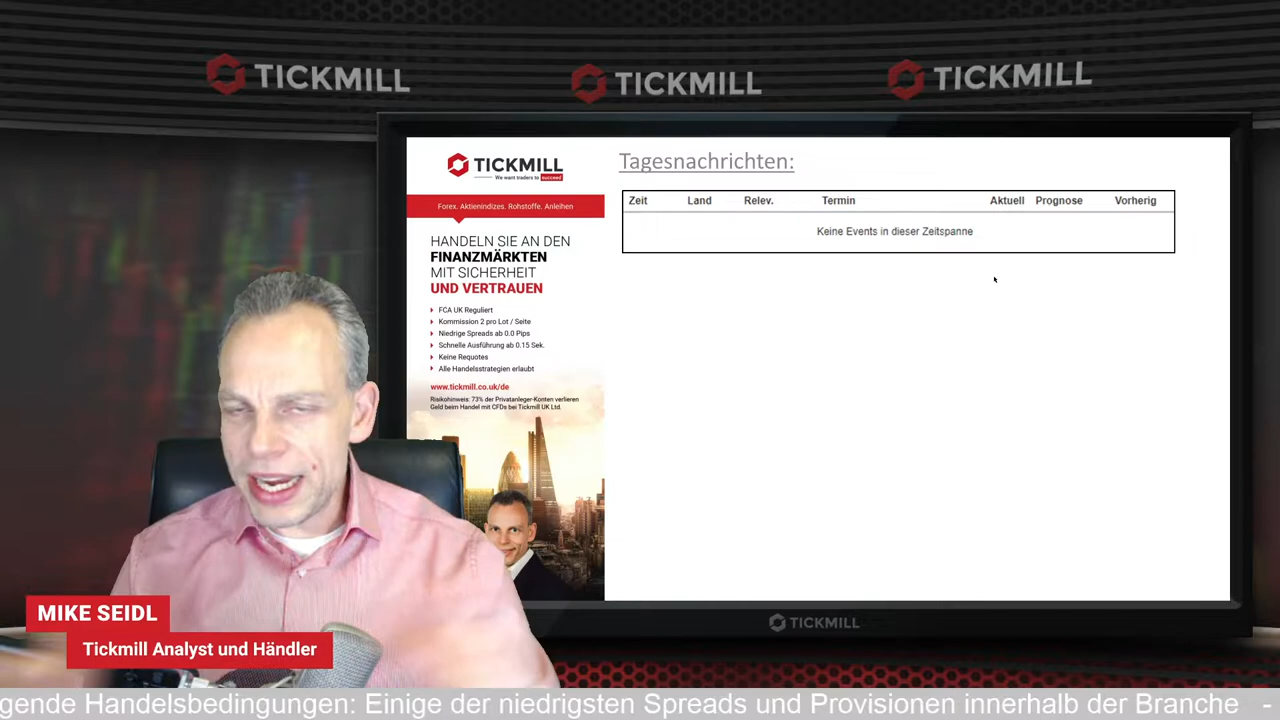 TICKMILL
TICKMILL
TICKMILL
TICKMILL
We want traders to succeed
Forex. Aktienindizes. Rohstoffe. Anleihen
HANDELN SIE AN DEN
FINANZMÄRKTEN
MIT SICHERHEIT
UND VERTRAUEN
FCA UK Reguliert
Kommission 2 pro Lot / Seite
Niedrige Spreads ab 0.0 Pips
Schnelle Ausführung ab 0.15 Sek.
Keine Requotes
Alle Handelsstrategien erlaubt
www.tickmill.co.uk/de
Risikohinweis: 73% der Privatanleger-Konten verlieren
Geld beim Handel mit CFDs bei Tickmill UK Ltd.
Tagesnachrichten:
Zeit Land Relev. Termin Aktuell Prognose Vorherig
Keine Events in dieser Zeitspanne
TICKMILL
MIKE SEIDL
Tickmill Analyst und Händler
gende Handelsbedingungen: Einige der niedrigsten Spreads und Provisionen innerhalb der Branche -